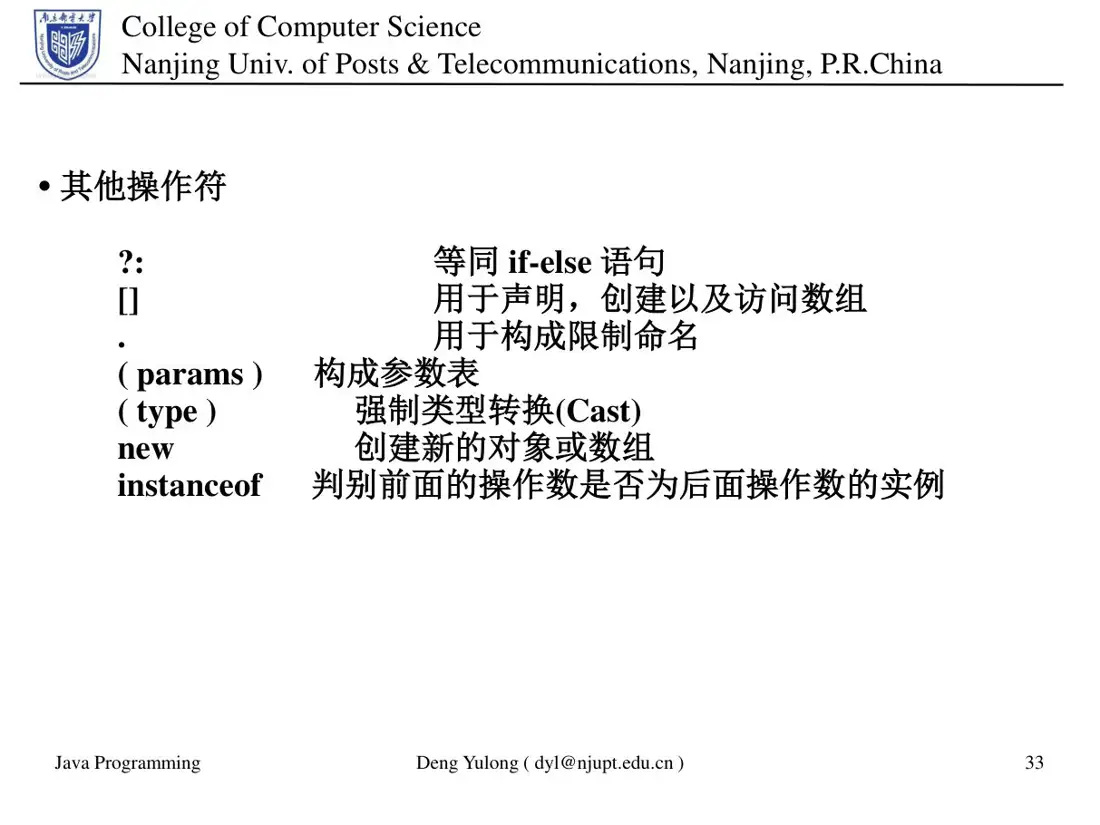 College of Computer Science
Nanjing Univ. of Posts & Telecommunications, Nanjing, P.R.China
• 其他操作符
?: 等同 if-else 语句
[] 用于声明，创建以及访问数组
. 用于构成限制命名
( params ) 构成参数表
( type ) 强制类型转换(Cast)
new 创建新的对象或数组
instanceof 判别前面的操作数是否为后面操作数的实例
Java Programming Deng Yulong ( dyl@njupt.edu.cn ) 33